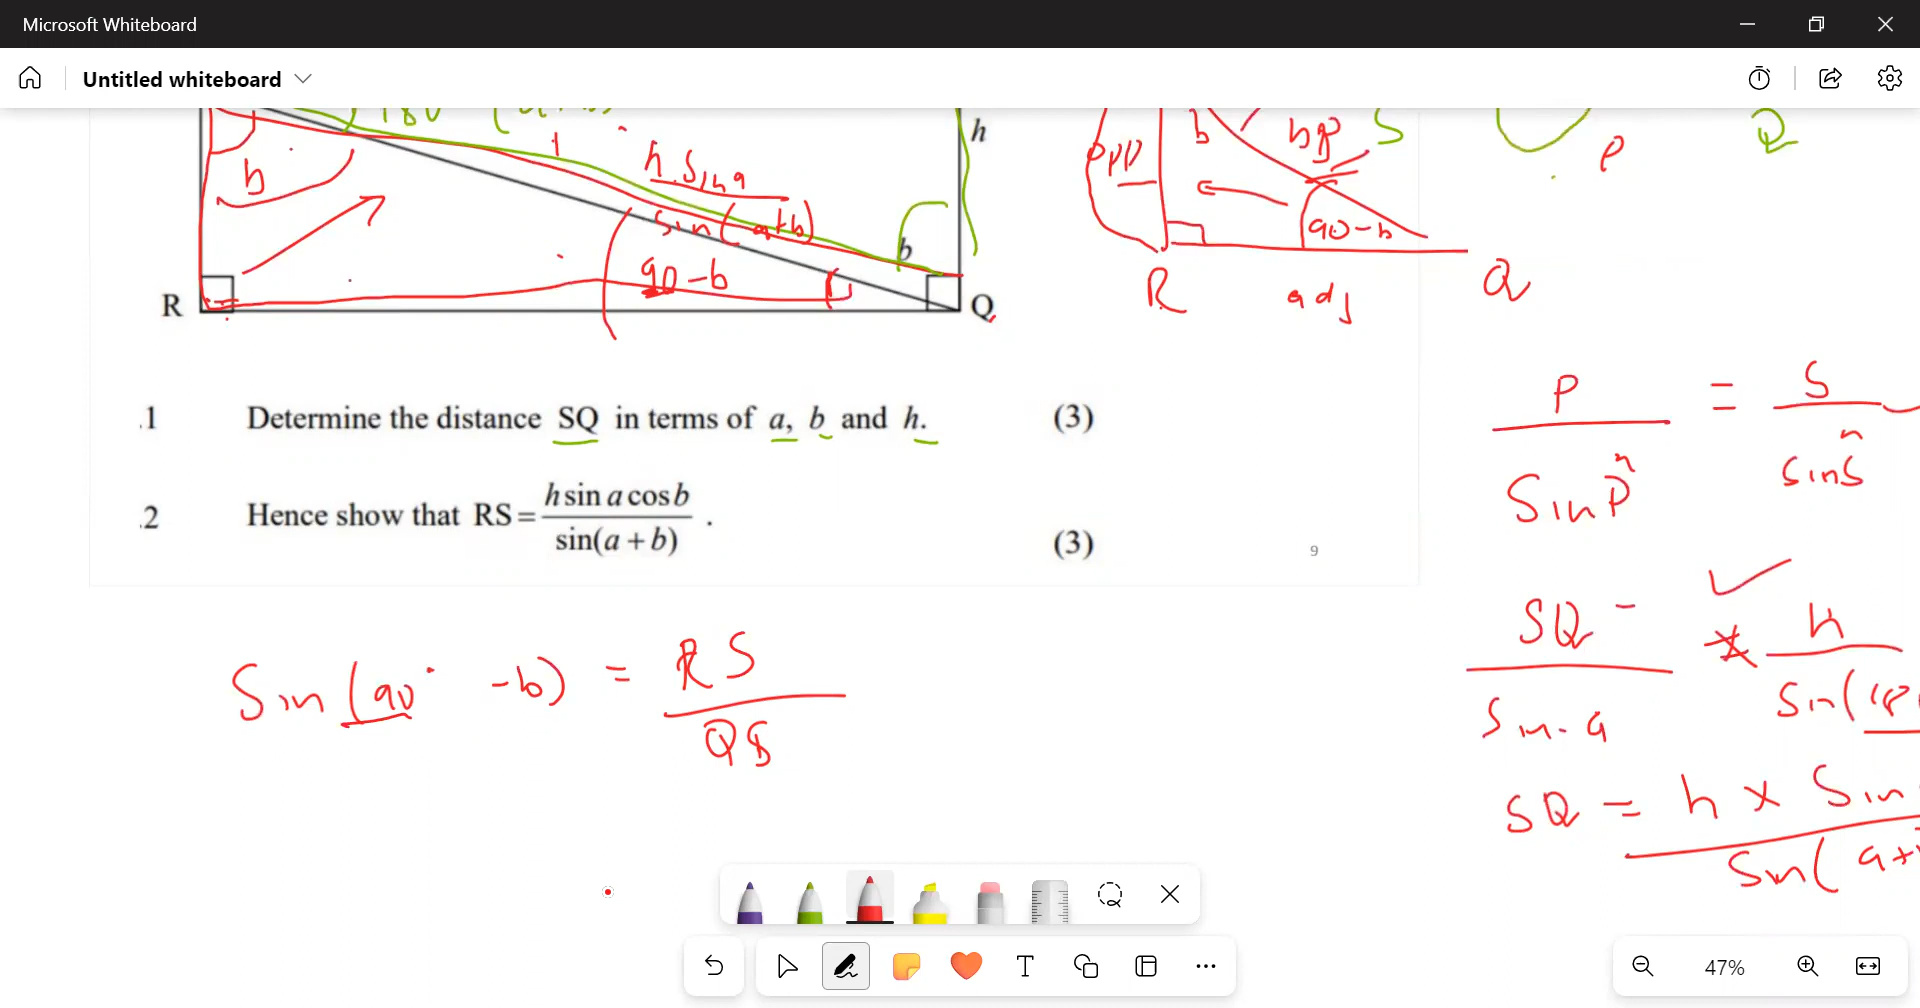 Microsoft Whiteboard
Untitled whiteboard
h
b
h. Sin a
sin(a+b)
90 -b
b
R
Q
opp
b
hyp
S
90-b
R
adj
Q
P
Q
.1 Determine the distance SQ in terms of a, b and h. (3)
.2 Hence show that RS = h sin a cos b / sin(a + b) . (3)
9
P / Sin P = S / Sin S
SQ / Sin a = h / Sin(18
SQ = h x Sin
Sin( a+
Sin (90° -b) = RS / QS
47%